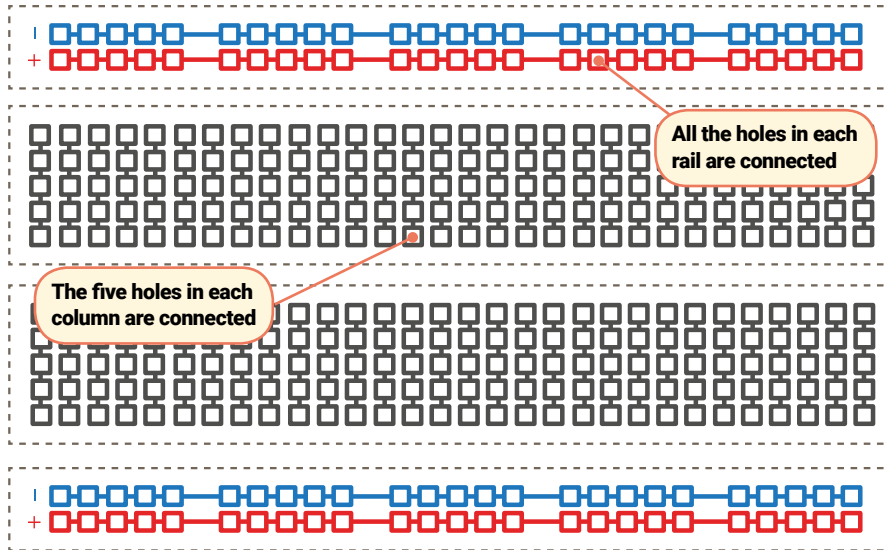 −
+
All the holes in each
rail are connected
The five holes in each
column are connected
−
+